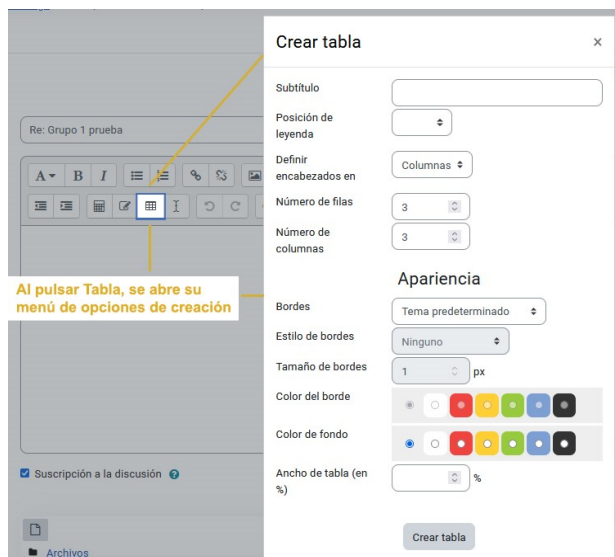 Crear tabla
×
Subtítulo
Posición de
leyenda
Definir
encabezados en
Columnas
Número de filas
3
Número de
columnas
3
Apariencia
Bordes
Tema predeterminado
Estilo de bordes
Ninguno
Tamaño de bordes
1 px
Color del borde
Color de fondo
Ancho de tabla (en
%)
%
Crear tabla
Re: Grupo 1 prueba
A B I
Al pulsar Tabla, se abre su
menú de opciones de creación
Suscripción a la discusión
Archivos